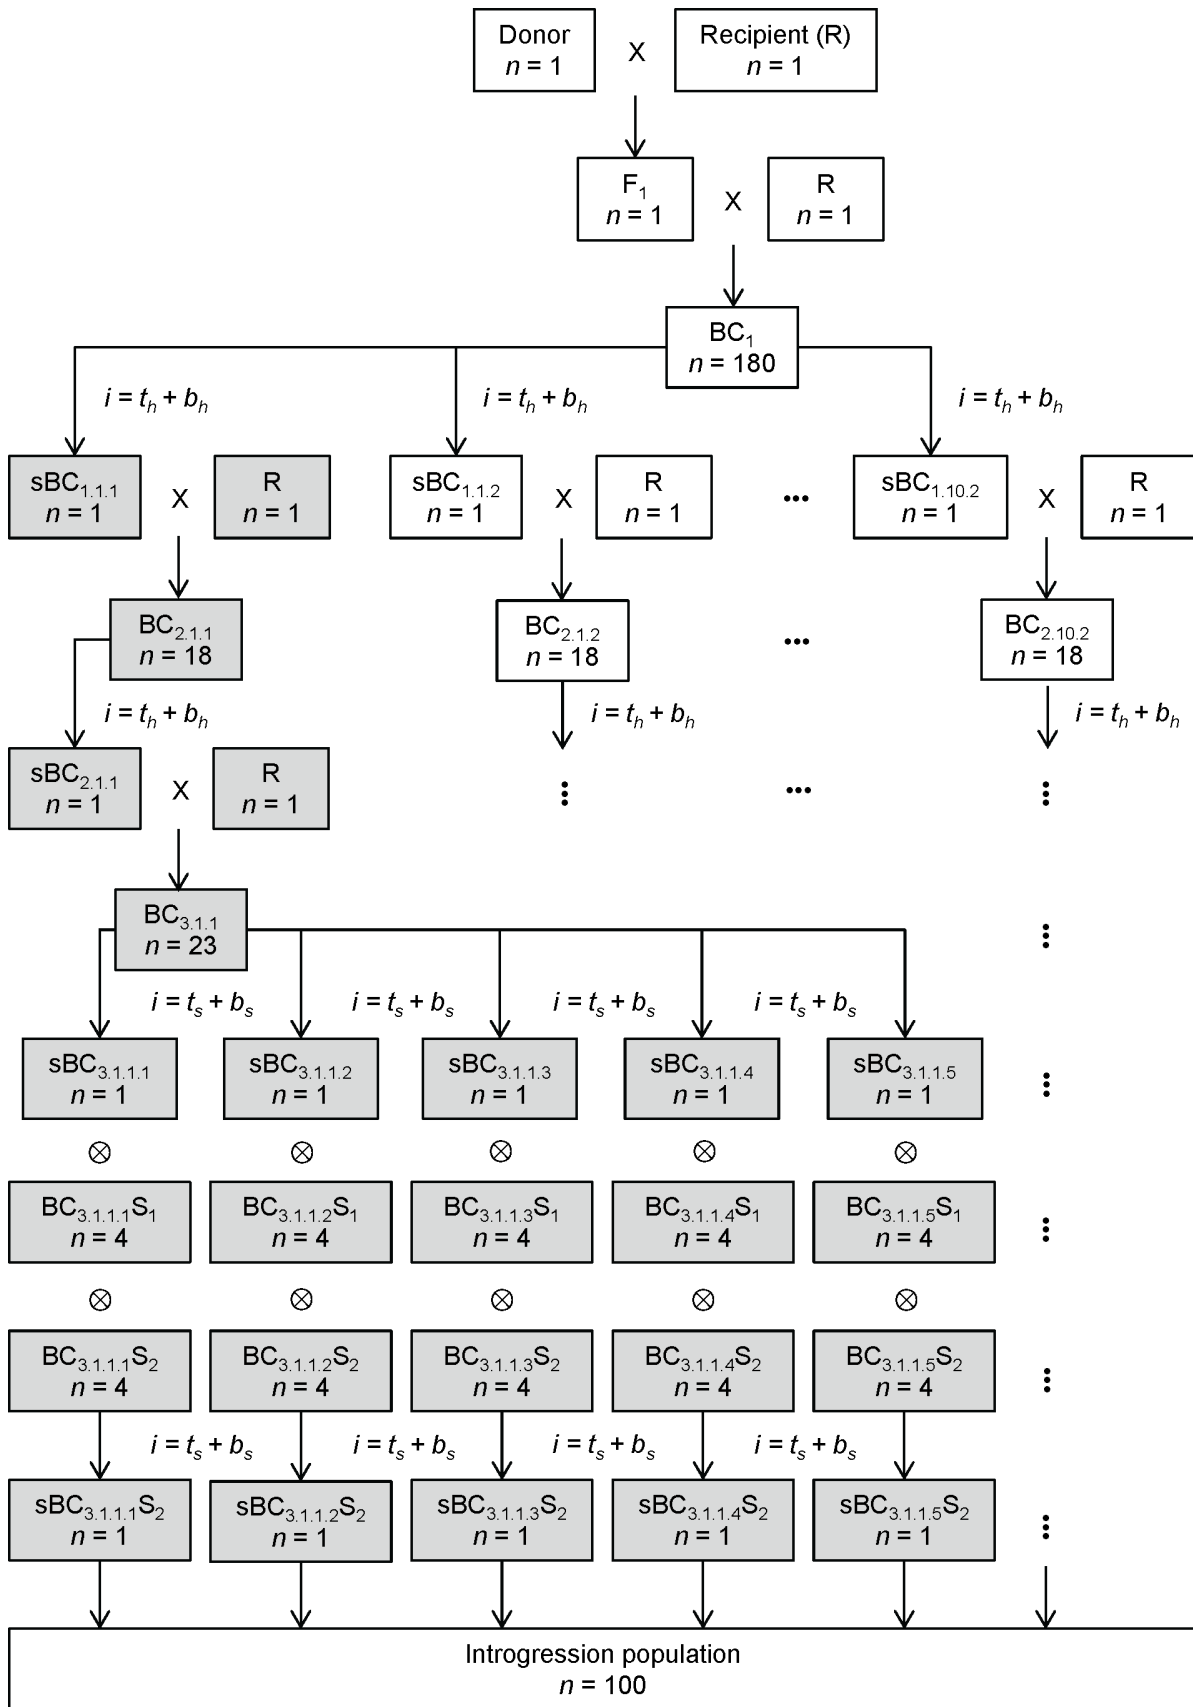 Donor
n = 1
X
Recipient (R)
n = 1
F₁
n = 1
X
R
n = 1
BC₁
n = 180
i = tₕ + bₕ
i = tₕ + bₕ
i = tₕ + bₕ
sBC₁.₁.₁
n = 1
X
R
n = 1
sBC₁.₁.₂
n = 1
X
R
n = 1
...
sBC₁.₁₀.₂
n = 1
X
R
n = 1
BC₂.₁.₁
n = 18
BC₂.₁.₂
n = 18
...
BC₂.₁₀.₂
n = 18
i = tₕ + bₕ
i = tₕ + bₕ
i = tₕ + bₕ
sBC₂.₁.₁
n = 1
X
R
n = 1
...
BC₃.₁.₁
n = 23
i = tₛ + bₛ
i = tₛ + bₛ
i = tₛ + bₛ
i = tₛ + bₛ
sBC₃.₁.₁.₁
n = 1
sBC₃.₁.₁.₂
n = 1
sBC₃.₁.₁.₃
n = 1
sBC₃.₁.₁.₄
n = 1
sBC₃.₁.₁.₅
n = 1
⊗ ⊗ ⊗ ⊗ ⊗
BC₃.₁.₁.₁S₁
n = 4
BC₃.₁.₁.₂S₁
n = 4
BC₃.₁.₁.₃S₁
n = 4
BC₃.₁.₁.₄S₁
n = 4
BC₃.₁.₁.₅S₁
n = 4
⊗ ⊗ ⊗ ⊗ ⊗
BC₃.₁.₁.₁S₂
n = 4
BC₃.₁.₁.₂S₂
n = 4
BC₃.₁.₁.₃S₂
n = 4
BC₃.₁.₁.₄S₂
n = 4
BC₃.₁.₁.₅S₂
n = 4
i = tₛ + bₛ
i = tₛ + bₛ
i = tₛ + bₛ
i = tₛ + bₛ
sBC₃.₁.₁.₁S₂
n = 1
sBC₃.₁.₁.₂S₂
n = 1
sBC₃.₁.₁.₃S₂
n = 1
sBC₃.₁.₁.₄S₂
n = 1
sBC₃.₁.₁.₅S₂
n = 1
Introgression population
n = 100